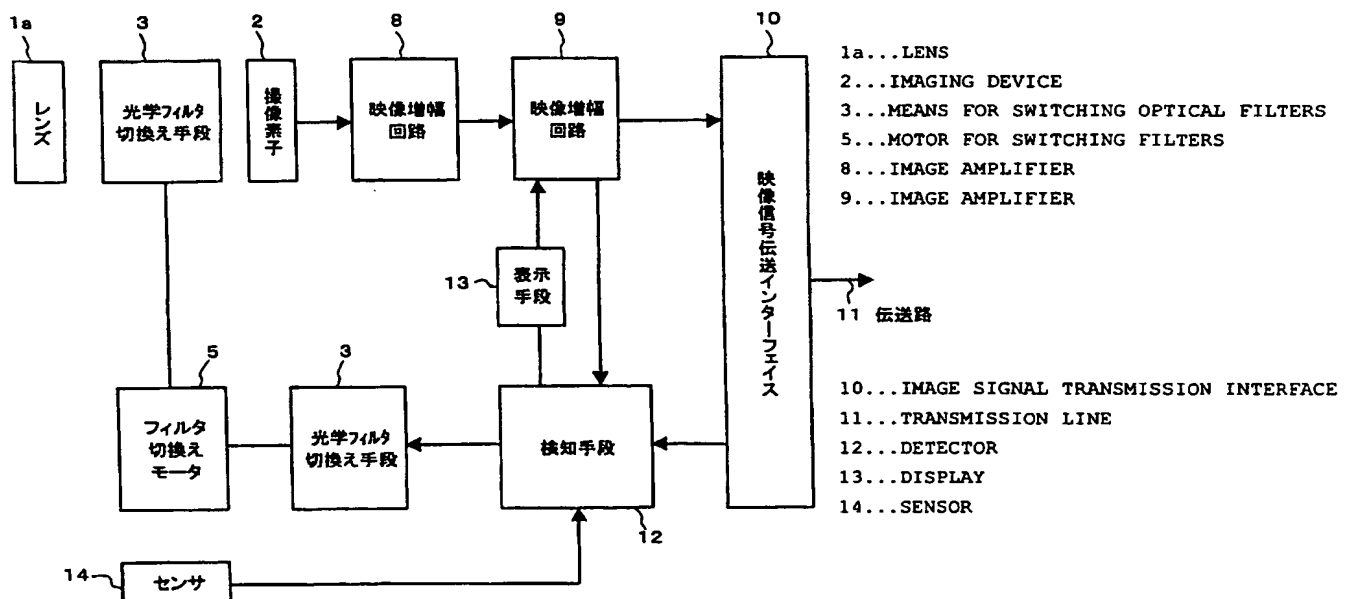 1a
3
2
8
9
10
レンズ
光学フィルタ
切換え手段
撮像素子
映像増幅
回路
映像増幅
回路
映像信号伝送インターフェイス
1a...LENS
2...IMAGING DEVICE
3...MEANS FOR SWITCHING OPTICAL FILTERS
5...MOTOR FOR SWITCHING FILTERS
8...IMAGE AMPLIFIER
9...IMAGE AMPLIFIER
13
表示
手段
11 伝送路
5
3
フィルタ
切換え
モータ
光学フィルタ
切換え手段
検知手段
12
10...IMAGE SIGNAL TRANSMISSION INTERFACE
11...TRANSMISSION LINE
12...DETECTOR
13...DISPLAY
14...SENSOR
14
センサ